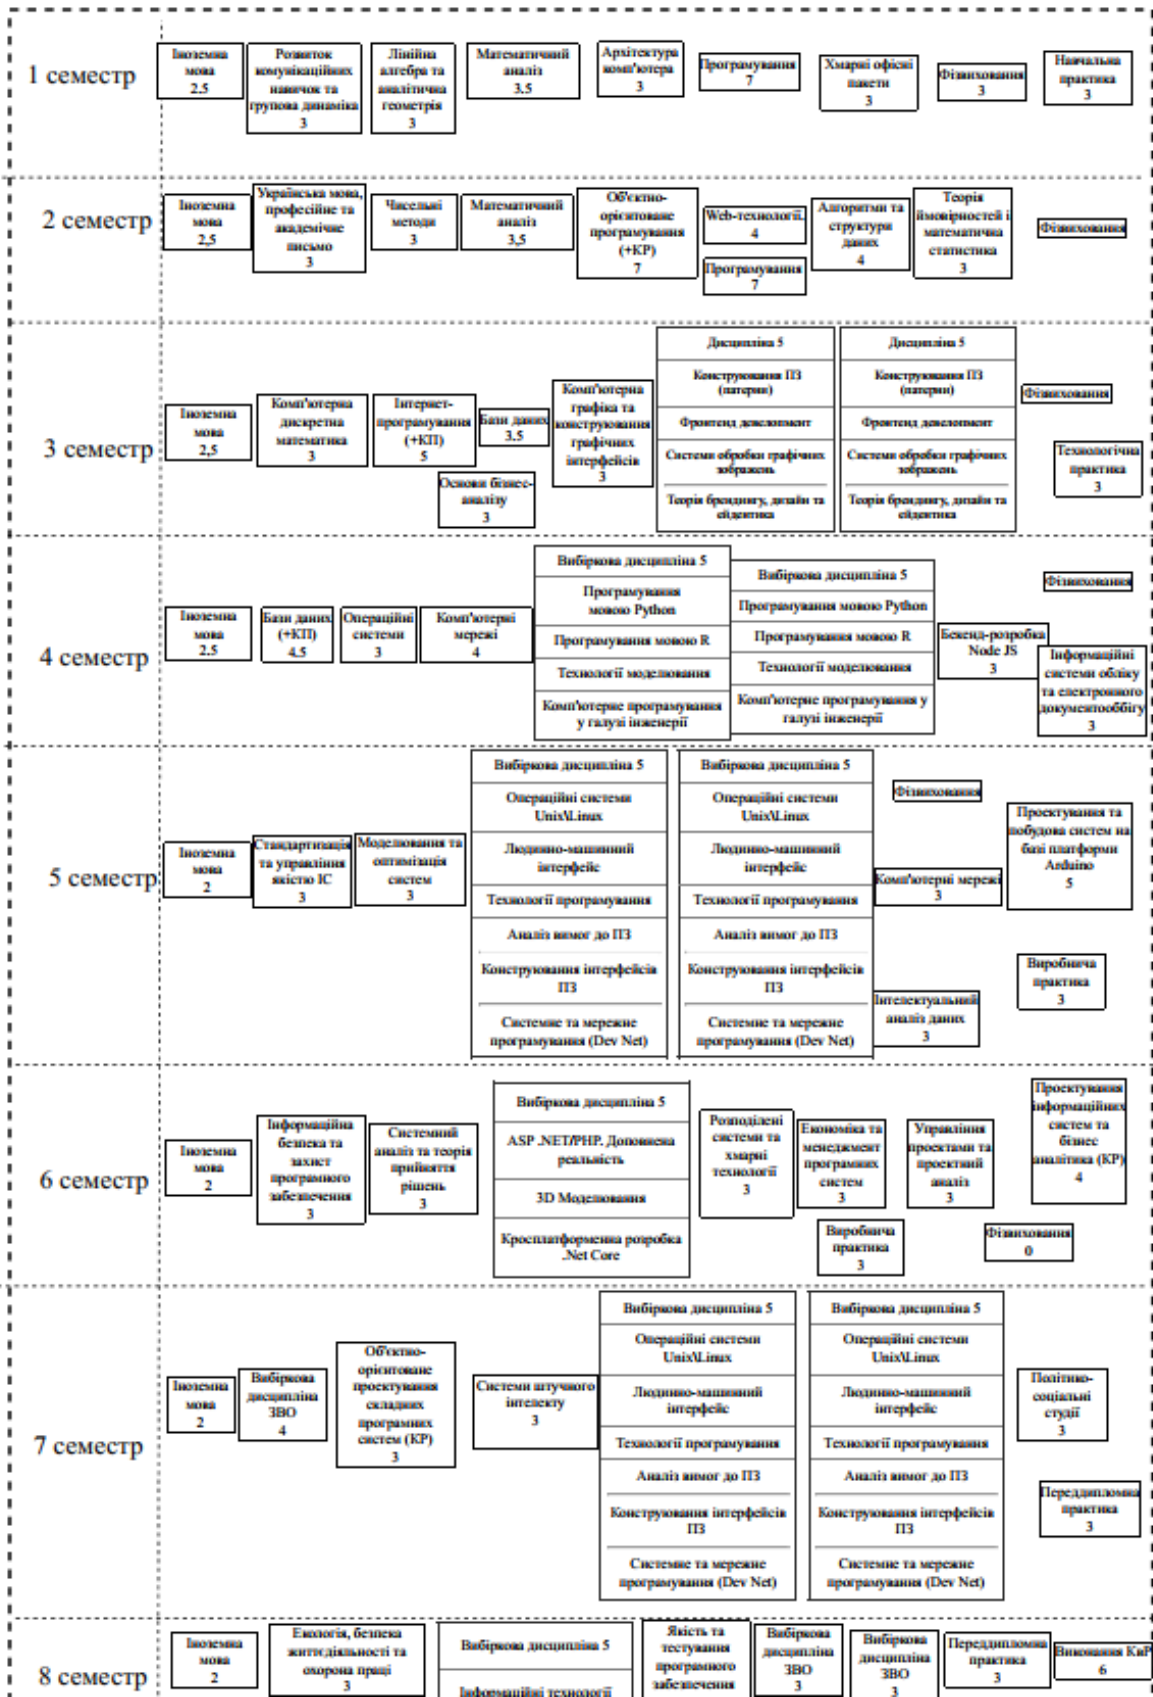 1 семестр
Іноземна
мова
2.5
Розвиток
комунікаційних
навичок та
групова динаміка
3
Лінійна
алгебра та
аналітична
геометрія
3
Математичний
аналіз
3.5
Архітектура
комп'ютера
3
Програмування
7
Хмарні офісні
пакети
3
Фізвиховання
3
Навчальна
практика
3
2 семестр
Іноземна
мова
2,5
Українська мова,
професійне та
академічне
письмо
3
Чисельні
методи
3
Математичний
аналіз
3,5
Об'єктно-
орієнтоване
програмування
(+КР)
7
Web-технології.
4
Програмування
7
Алгоритми та
структури
даних
4
Теорія
ймовірностей і
математична
статистика
3
Фізвиховання
3 семестр
Іноземна
мова
2,5
Комп'ютерна
дискретна
математика
3
Інтернет-
програмування
(+КП)
5
Бази даних
3.5
Основи бізнес-
аналізу
3
Комп'ютерна
графіка та
конструювання
графічних
інтерфейсів
3
Дисципліна 5
Конструювання ПЗ
(патерни)
Фронтенд девелопмент
Системи обробки графічних
зображень
Теорія брендингу, дизайн та
ейдентика
Дисципліна 5
Конструювання ПЗ
(патерни)
Фронтенд девелопмент
Системи обробки графічних
зображень
Теорія брендингу, дизайн та
ейдентика
Фізвиховання
Технологічна
практика
3
4 семестр
Іноземна
мова
2.5
Бази даних
(+КП)
4.5
Операційні
системи
3
Комп'ютерні
мережі
4
Вибіркова дисципліна 5
Програмування
мовою Python
Програмування мовою R
Технології моделювання
Комп'ютерне програмування
у галузі інженерії
Вибіркова дисципліна 5
Програмування мовою Python
Програмування мовою R
Технології моделювання
Комп'ютерне програмування у
галузі інженерії
Бекенд-розробка
Node JS
3
Фізвиховання
Інформаційні
системи обліку
та електронного
документооббігу
3
5 семестр
Іноземна
мова
2
Стандартизація
та управління
якістю ІС
3
Моделювання та
оптимізація
систем
3
Вибіркова дисципліна 5
Операційні системи
Unix\Linux
Людинно-машинний
інтерфейс
Технології програмування
Аналіз вимог до ПЗ
Конструювання інтерфейсів
ПЗ
Системне та мережне
програмування (Dev Net)
Вибіркова дисципліна 5
Операційні системи
Unix\Linux
Людинно-машинний
інтерфейс
Технології програмування
Аналіз вимог до ПЗ
Конструювання інтерфейсів
ПЗ
Системне та мережне
програмування (Dev Net)
Фізвиховання
Комп'ютерні мережі
3
Інтелектуальний
аналіз даних
3
Проектування та
побудова систем на
базі платформи
Arduino
5
Виробнича
практика
3
6 семестр
Іноземна
мова
2
Інформаційна
безпека та
захист
програмного
забезпечення
3
Системний
аналіз та теорія
прийняття
рішень
3
Вибіркова дисципліна 5
ASP .NET/PHP. Доповнена
реальність
3D Моделювання
Кросплатформенна розробка
.Net Core
Розподілені
системи та
хмарні
технології
3
Економіка та
менеджмент
програмних
систем
3
Управління
проектами та
проектний
аналіз
3
Проектування
інформаційних
систем та
бізнес
аналітика (КР)
4
Виробнича
практика
3
Фізвиховання
0
7 семестр
Іноземна
мова
2
Вибіркова
дисципліна
ЗВО
4
Об'єктно-
орієнтоване
проектування
складних
програмних
систем (КР)
3
Системи штучного
інтелекту
3
Вибіркова дисципліна 5
Операційні системи
Unix\Linux
Людинно-машинний
інтерфейс
Технології програмування
Аналіз вимог до ПЗ
Конструювання інтерфейсів
ПЗ
Системне та мережне
програмування (Dev Net)
Вибіркова дисципліна 5
Операційні системи
Unix\Linux
Людинно-машинний
інтерфейс
Технології програмування
Аналіз вимог до ПЗ
Конструювання інтерфейсів
ПЗ
Системне та мережне
програмування (Dev Net)
Політико-
соціальні
студії
3
Переддипломна
практика
3
8 семестр
Іноземна
мова
2
Екологія, безпека
життєдіяльності та
охорона праці
3
Вибіркова дисципліна 5
Інформаційні технології
Якість та
тестування
програмного
забезпечення
Вибіркова
дисципліна
ЗВО
3
Вибіркова
дисципліна
ЗВО
3
Переддипломна
практика
3
Виконання КвР
6